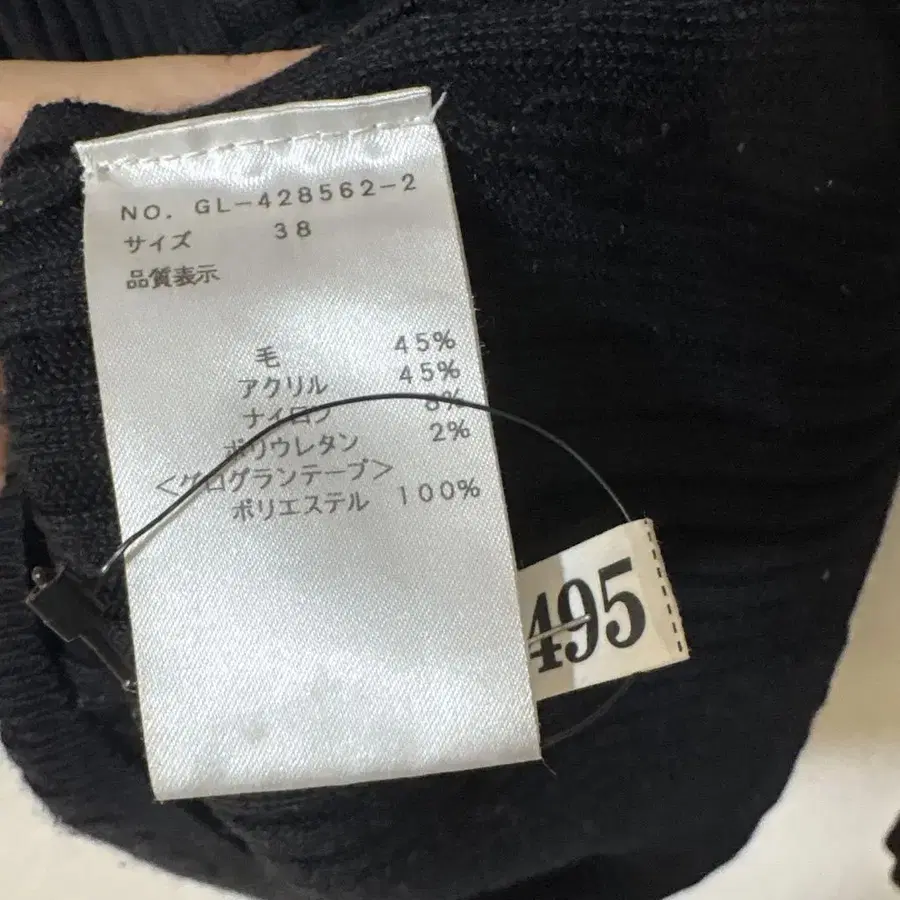 NO. GL-428562-2
サイズ 38
品質表示
毛 45%
アクリル 45%
ナイロン 8%
ポリウレタン 2%
<グログランテープ>
ポリエステル 100%
495